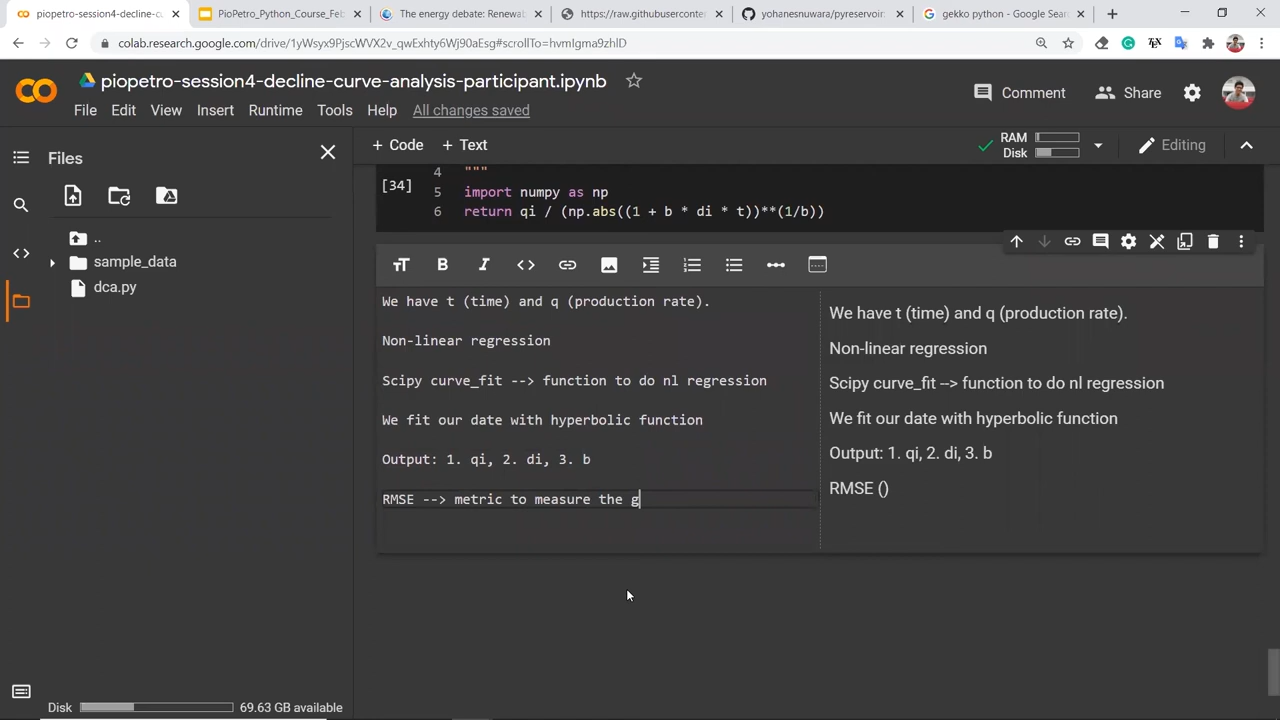 piopetro-session4-decline-cu
PioPetro_Python_Course_Feb
The energy debate: Renewab
https://raw.githubuserconte
yohanesnuwara/pyreservoir
gekko python - Google Sear
colab.research.google.com/drive/1yWsyx9PjscWVX2v_qwExhty6Wj90aEsg#scrollTo=hvmIgma9zhlD
piopetro-session4-decline-curve-analysis-participant.ipynb
File Edit View Insert Runtime Tools Help All changes saved
Comment Share
+ Code + Text
RAM
Disk
Editing
Files
..
sample_data
dca.py
Disk 69.63 GB available
[34]
4 """
5 import numpy as np
6 return qi / (np.abs((1 + b * di * t))**(1/b))
We have t (time) and q (production rate).
Non-linear regression
Scipy curve_fit --> function to do nl regression
We fit our date with hyperbolic function
Output: 1. qi, 2. di, 3. b
RMSE --> metric to measure the g
We have t (time) and q (production rate).
Non-linear regression
Scipy curve_fit --> function to do nl regression
We fit our date with hyperbolic function
Output: 1. qi, 2. di, 3. b
RMSE ()